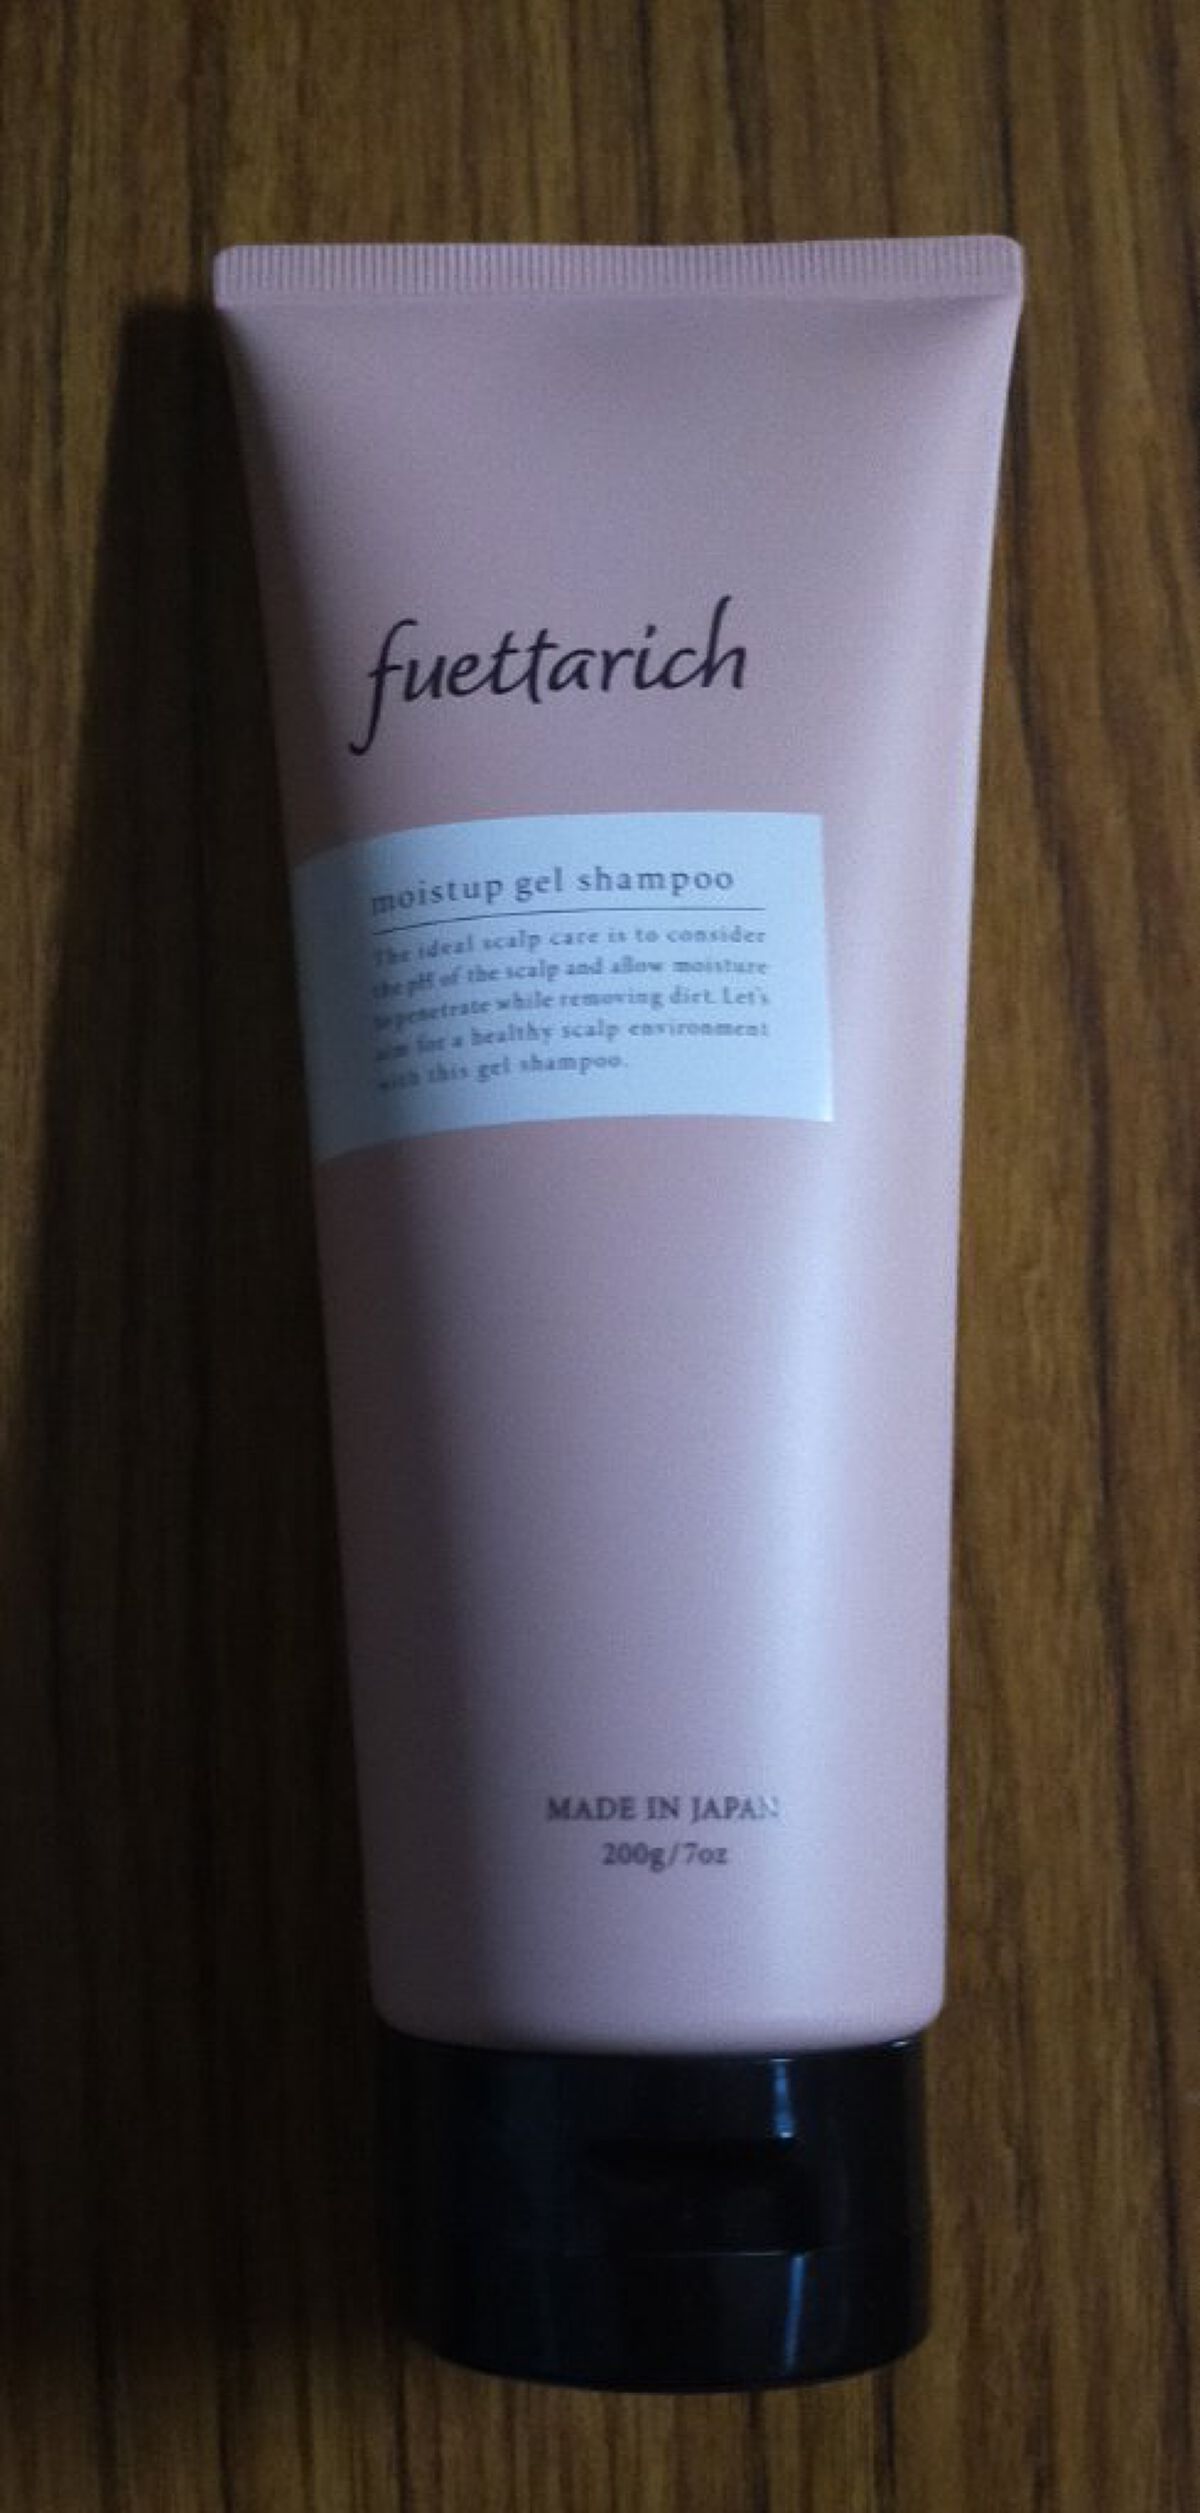 fuettarich
moistup gel shampoo
The ideal scalp care is to consider
the pH of the scalp and allow moisture
to penetrate while removing diet. Let's
aim for a healthy scalp environment
with this gel shampoo.
MADE IN JAPAN
200g/7oz